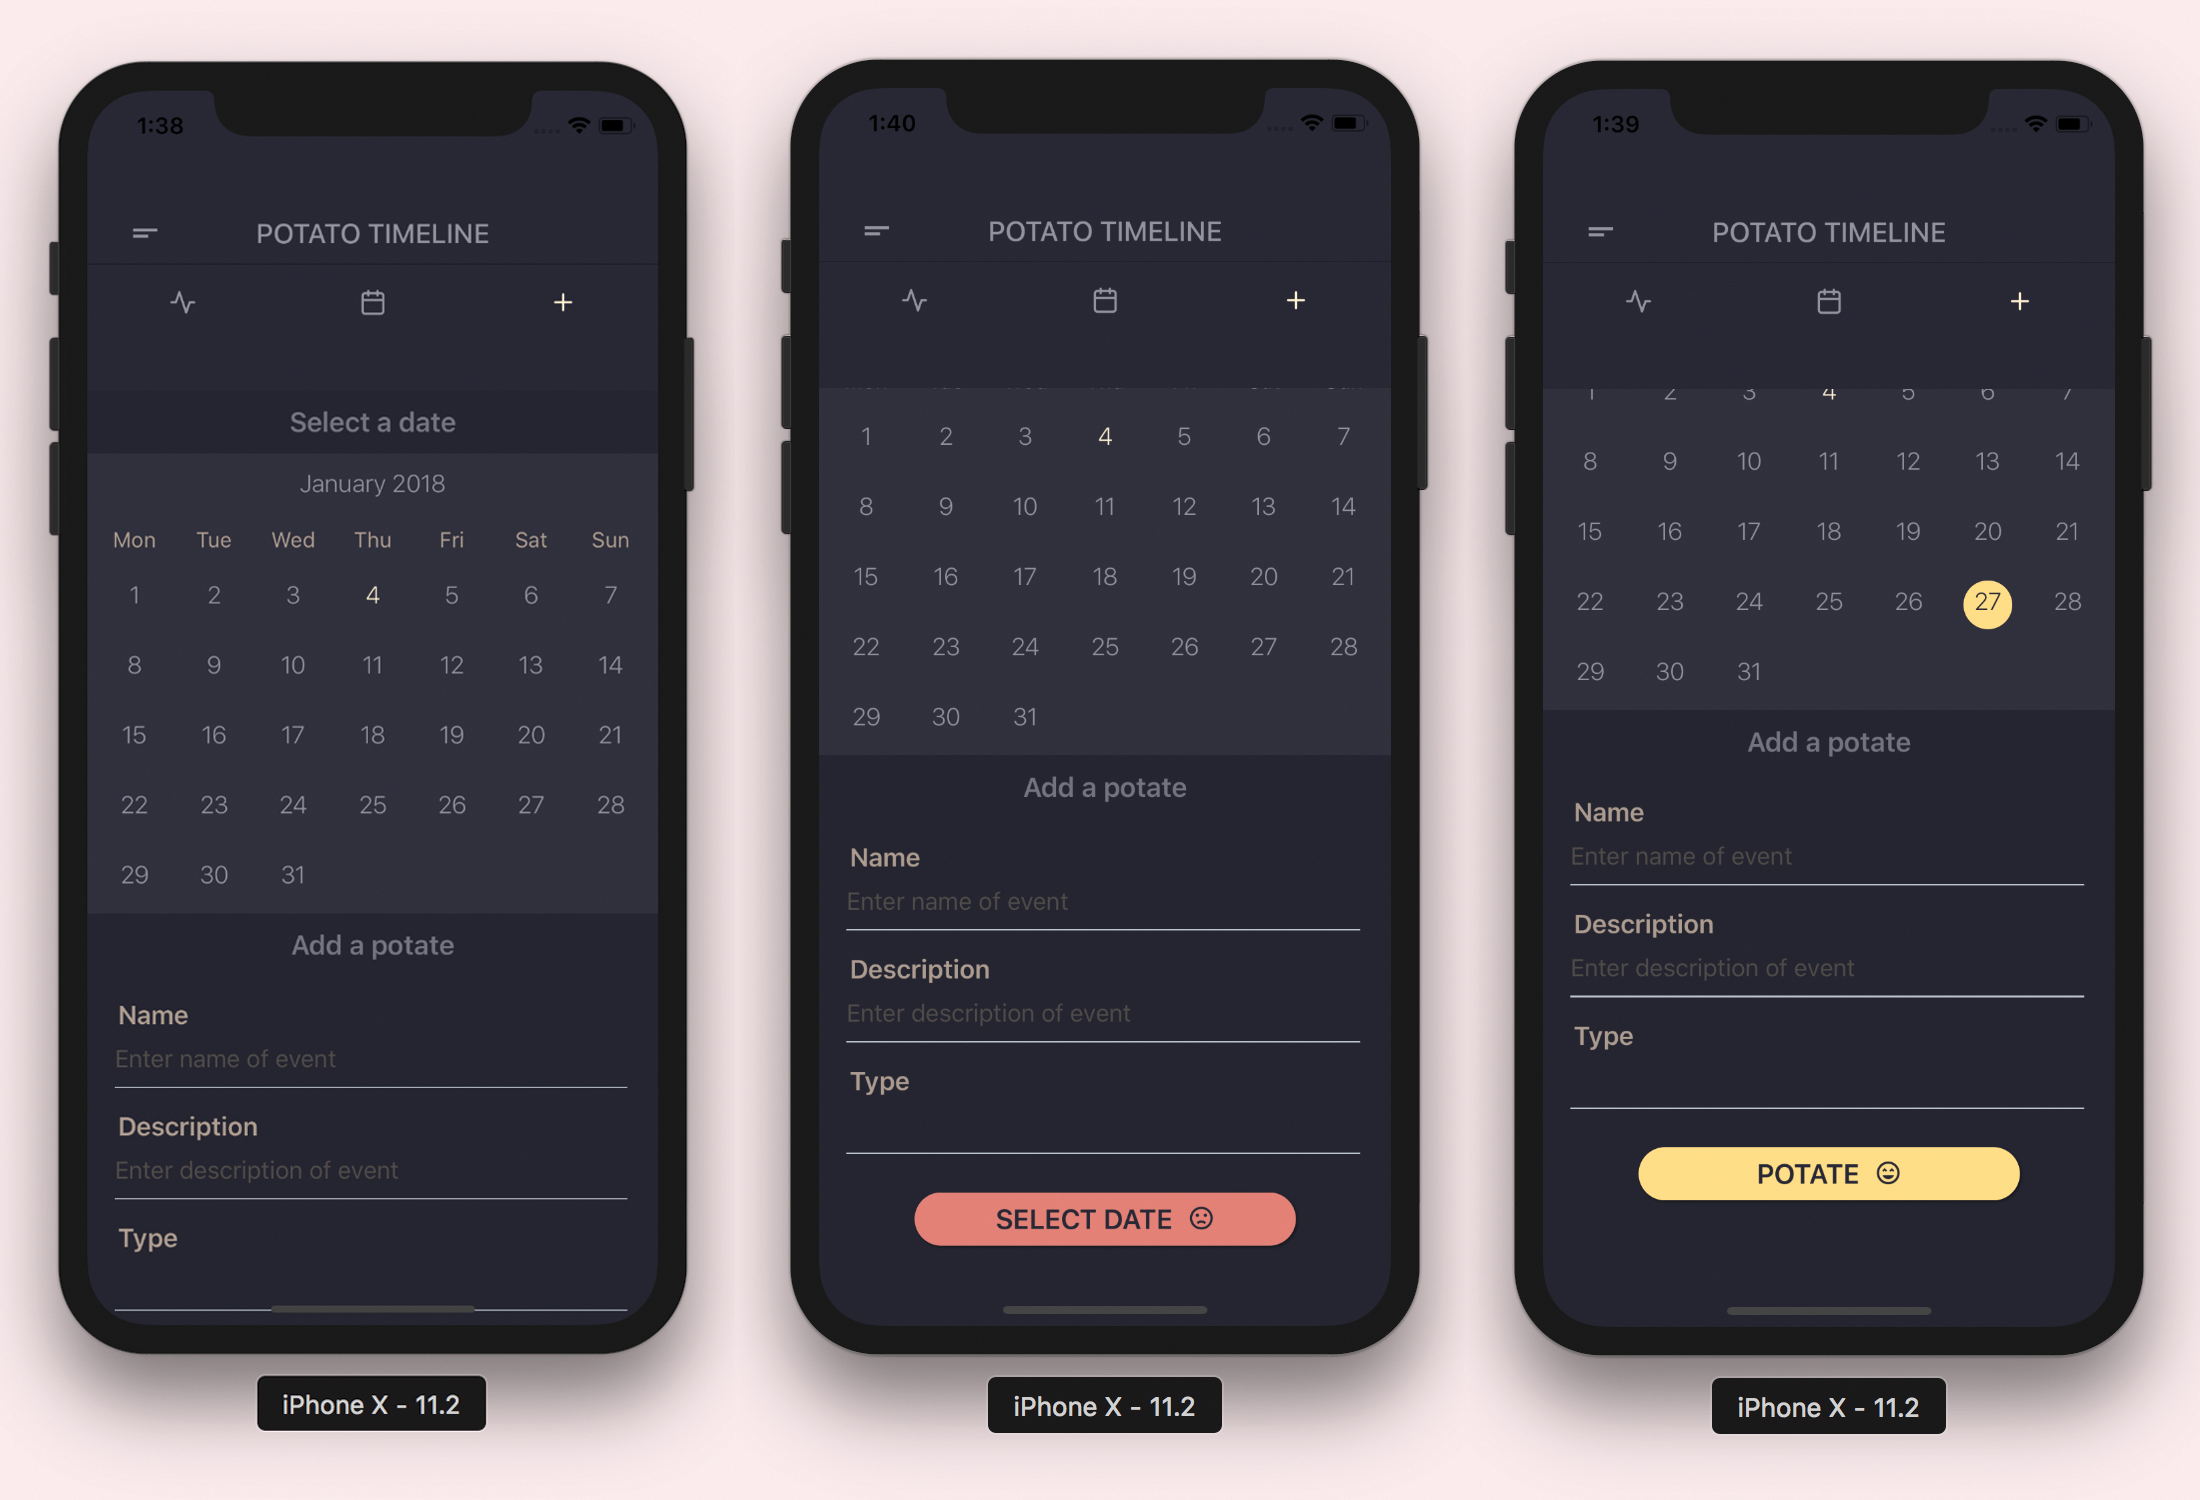 1:38
POTATO TIMELINE
Select a date
January 2018
Mon Tue Wed Thu Fri Sat Sun
1 2 3 4 5 6 7
8 9 10 11 12 13 14
15 16 17 18 19 20 21
22 23 24 25 26 27 28
29 30 31
Add a potate
Name
Enter name of event
Description
Enter description of event
Type
iPhone X - 11.2
1:40
POTATO TIMELINE
1 2 3 4 5 6 7
8 9 10 11 12 13 14
15 16 17 18 19 20 21
22 23 24 25 26 27 28
29 30 31
Add a potate
Name
Enter name of event
Description
Enter description of event
Type
SELECT DATE
iPhone X - 11.2
1:39
POTATO TIMELINE
1 2 3 4 5 6 7
8 9 10 11 12 13 14
15 16 17 18 19 20 21
22 23 24 25 26 27 28
29 30 31
Add a potate
Name
Enter name of event
Description
Enter description of event
Type
POTATE
iPhone X - 11.2